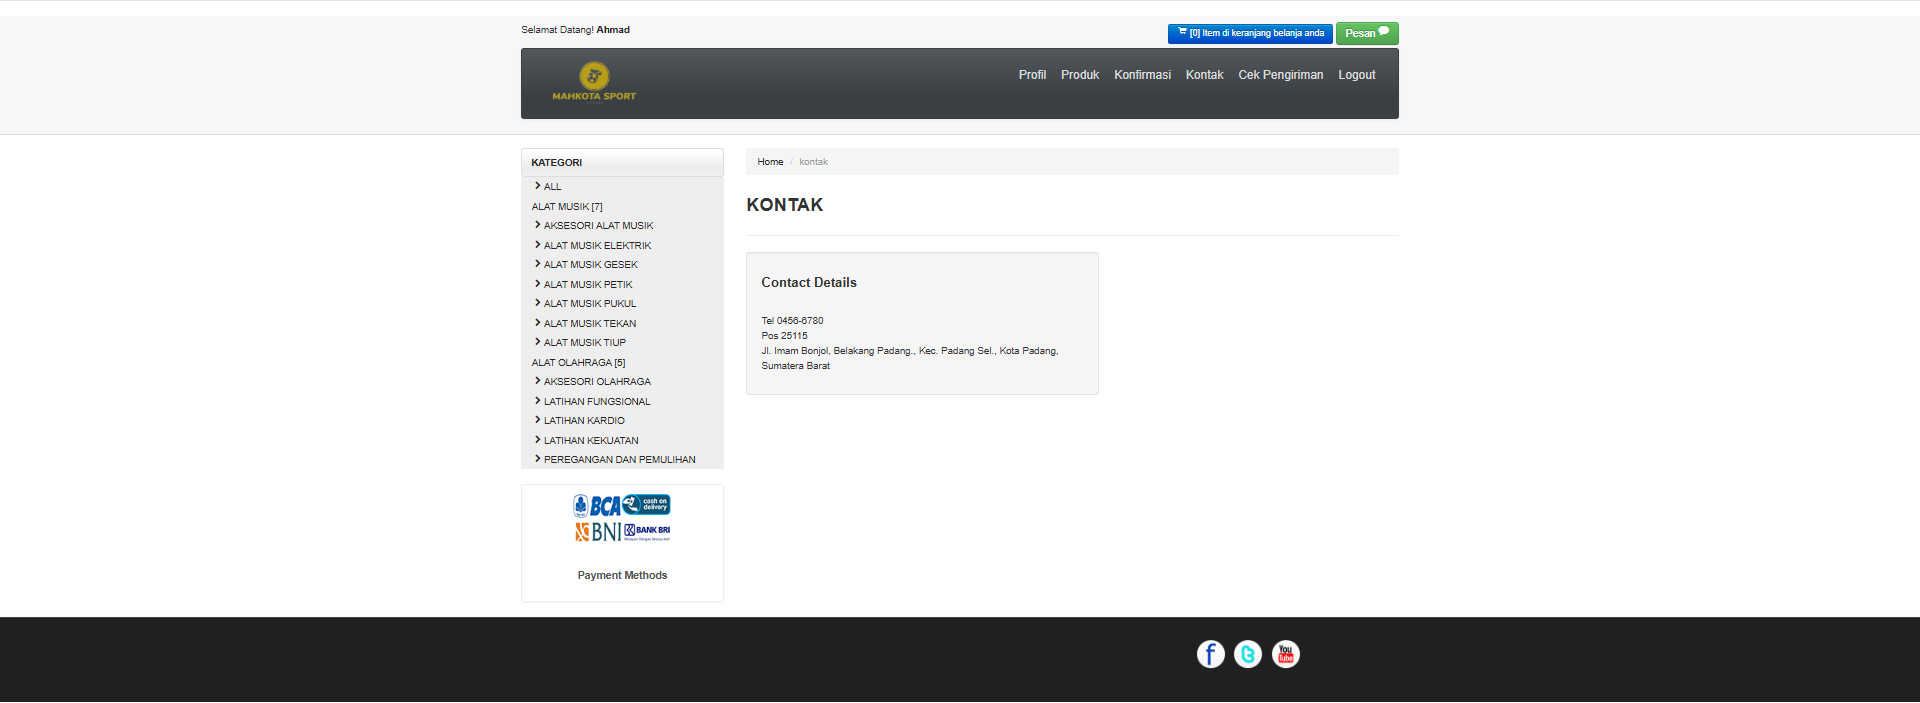 Selamat Datang! Ahmad
[0] Item di keranjang belanja anda
Pesan
MAHKOTA SPORT
Profil
Produk
Konfirmasi
Kontak
Cek Pengiriman
Logout
KATEGORI
ALL
ALAT MUSIK [7]
AKSESORI ALAT MUSIK
ALAT MUSIK ELEKTRIK
ALAT MUSIK GESEK
ALAT MUSIK PETIK
ALAT MUSIK PUKUL
ALAT MUSIK TEKAN
ALAT MUSIK TIUP
ALAT OLAHRAGA [5]
AKSESORI OLAHRAGA
LATIHAN FUNGSIONAL
LATIHAN KARDIO
LATIHAN KEKUATAN
PEREGANGAN DAN PEMULIHAN
BCA
cash on
delivery
BNI
BANK BRI
Payment Methods
Home / kontak
KONTAK
Contact Details
Tel 0456-6780
Pos 25115
Jl. Imam Bonjol, Belakang Padang., Kec. Padang Sel., Kota Padang,
Sumatera Barat
You
Tube